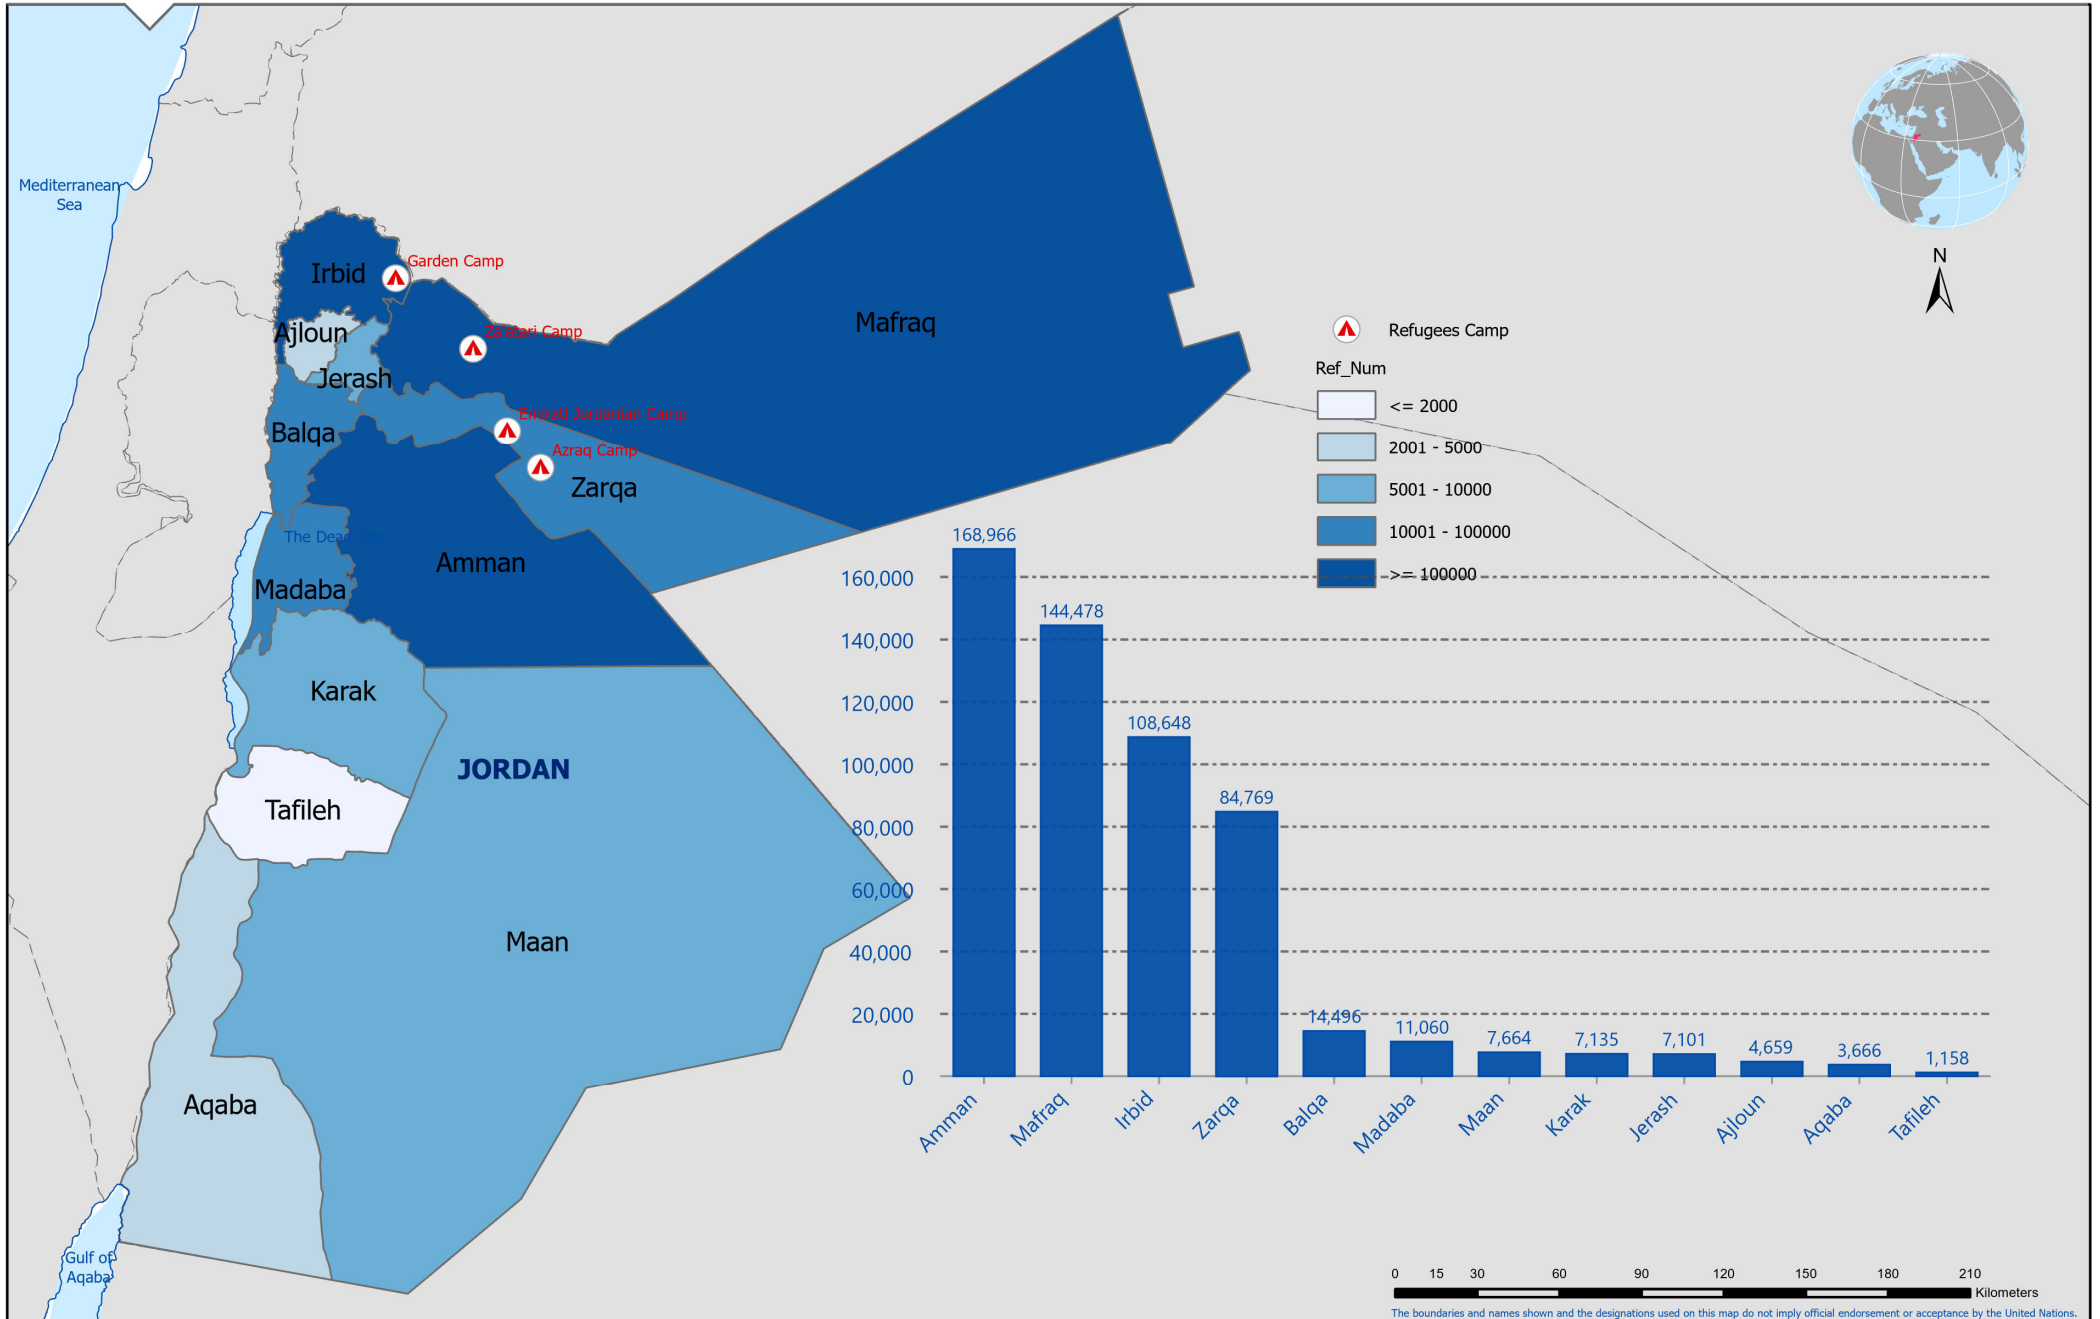 Mediterranean
Sea
N
Irbid
Garden Camp
Ajloun
Za'atari Camp
Mafraq
Jerash
Balqa
Emirati Jordanian Camp
Azraq Camp
Zarqa
The Dead Sea
Amman
Madaba
Karak
JORDAN
Tafileh
Maan
Aqaba
Gulf of
Aqaba
Refugees Camp
Ref_Num
<= 2000
2001 - 5000
5001 - 10000
10001 - 100000
>= 100000
160,000
140,000
120,000
100,000
80,000
60,000
40,000
20,000
0
168,966
144,478
108,648
84,769
14,496
11,060
7,664
7,135
7,101
4,659
3,666
1,158
Amman
Mafraq
Irbid
Zarqa
Balqa
Madaba
Maan
Karak
Jerash
Ajloun
Aqaba
Tafileh
0 15 30 60 90 120 150 180 210
Kilometers
The boundaries and names shown and the designations used on this map do not imply official endorsement or acceptance by the United Nations.